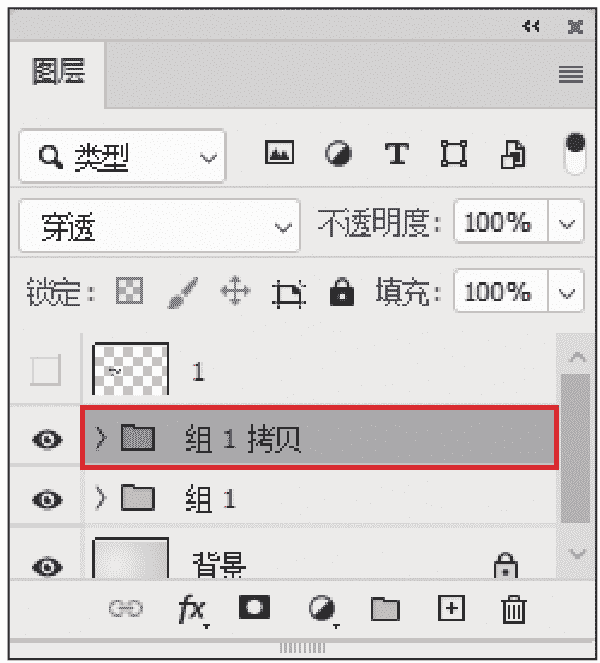 图层
类型
穿透 不透明度: 100%
锁定: 填充: 100%
1
组 1 拷贝
组 1
背景
fx